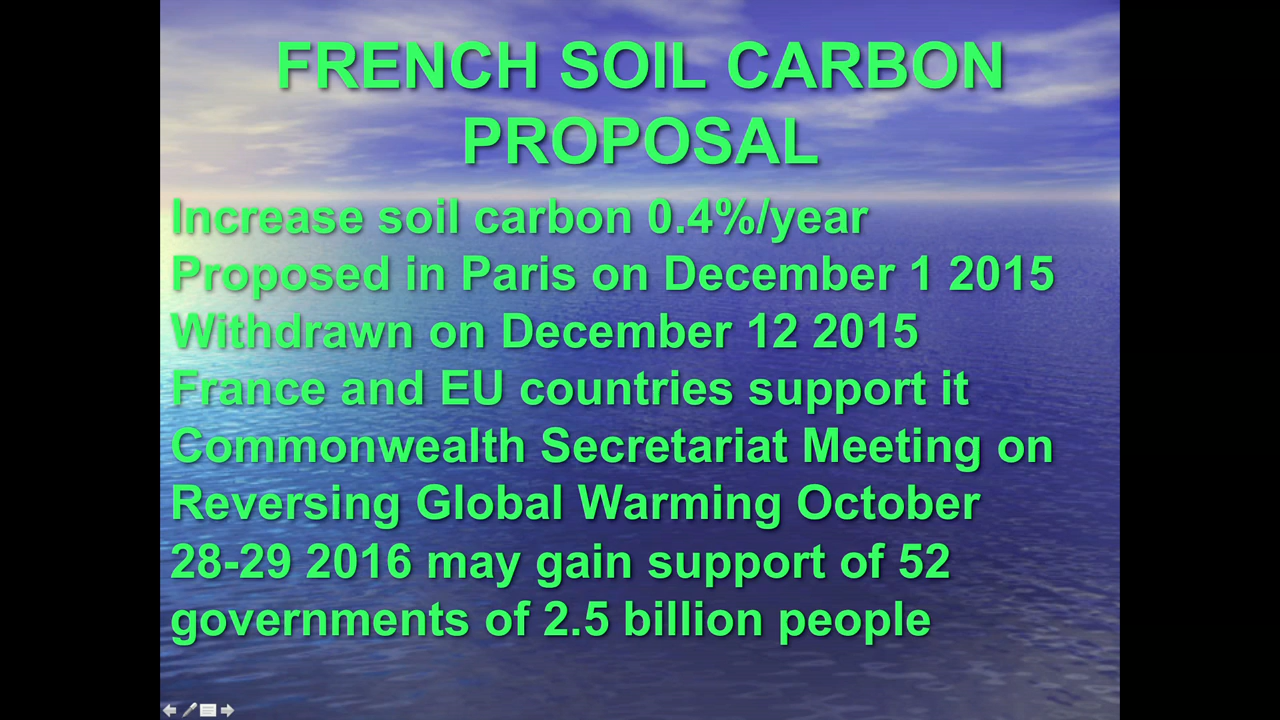 FRENCH SOIL CARBON
PROPOSAL
Increase soil carbon 0.4%/year
Proposed in Paris on December 1 2015
Withdrawn on December 12 2015
France and EU countries support it
Commonwealth Secretariat Meeting on
Reversing Global Warming October
28-29 2016 may gain support of 52
governments of 2.5 billion people